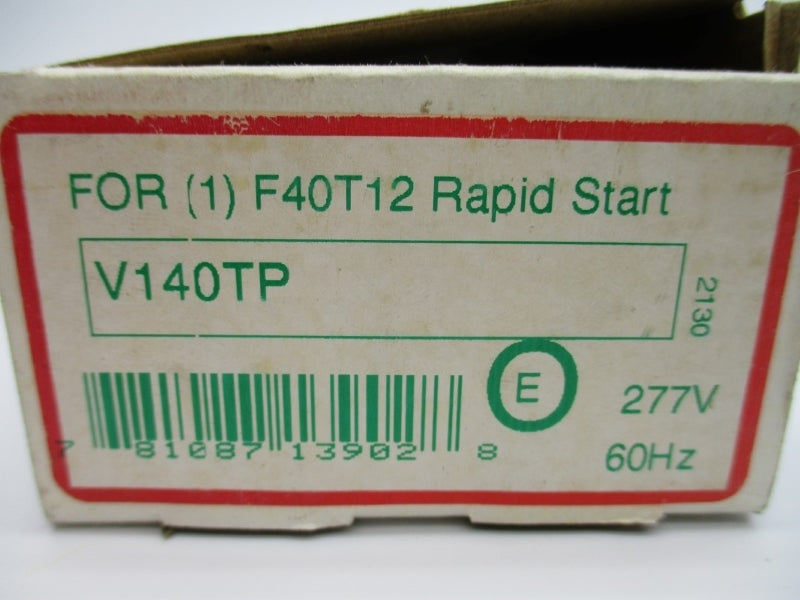 FOR (1) F40T12 Rapid Start
V140TP
2130
E
277V
60Hz
7 81087 13902 8